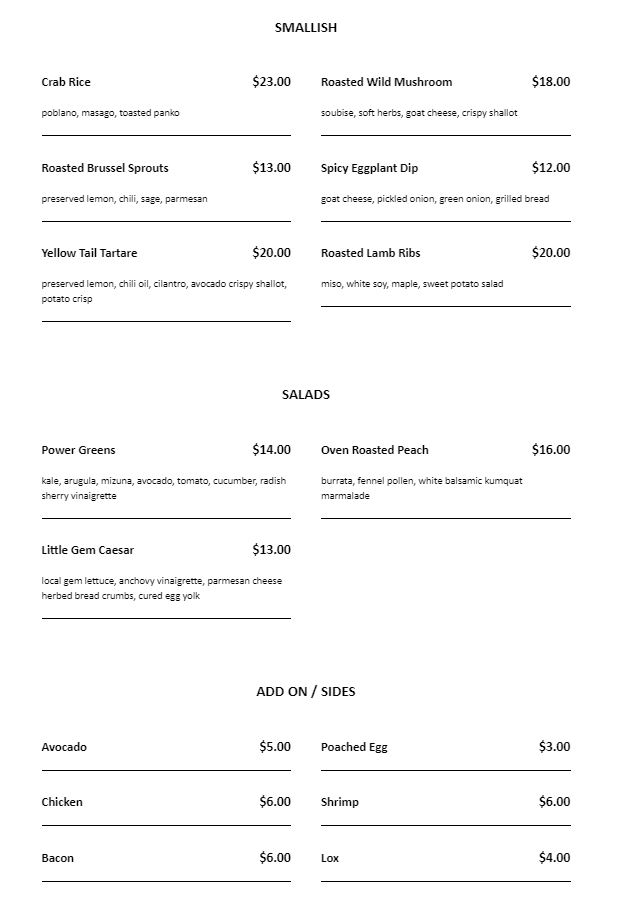 SMALLISH
Crab Rice $23.00
poblano, masago, toasted panko
Roasted Wild Mushroom $18.00
soubise, soft herbs, goat cheese, crispy shallot
Roasted Brussel Sprouts $13.00
preserved lemon, chili, sage, parmesan
Spicy Eggplant Dip $12.00
goat cheese, pickled onion, green onion, grilled bread
Yellow Tail Tartare $20.00
preserved lemon, chili oil, cilantro, avocado crispy shallot,
potato crisp
Roasted Lamb Ribs $20.00
miso, white soy, maple, sweet potato salad
SALADS
Power Greens $14.00
kale, arugula, mizuna, avocado, tomato, cucumber, radish
sherry vinaigrette
Oven Roasted Peach $16.00
burrata, fennel pollen, white balsamic kumquat
marmalade
Little Gem Caesar $13.00
local gem lettuce, anchovy vinaigrette, parmesan cheese
herbed bread crumbs, cured egg yolk
ADD ON / SIDES
Avocado $5.00
Poached Egg $3.00
Chicken $6.00
Shrimp $6.00
Bacon $6.00
Lox $4.00